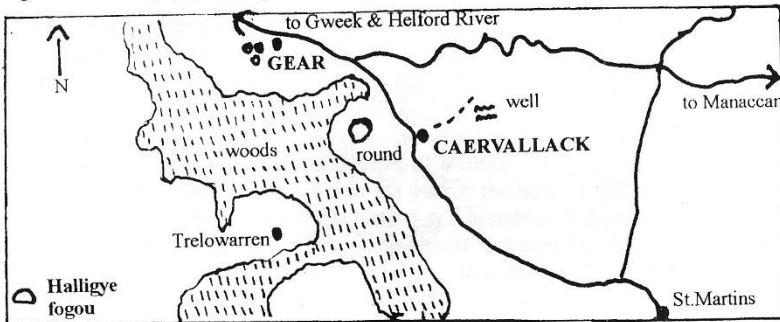 to Gweek & Helford River
GEAR
N
well
to Manaccan
CAERVALLACK
woods
round
Trelowarren
Halligye
fogou
St.Martins